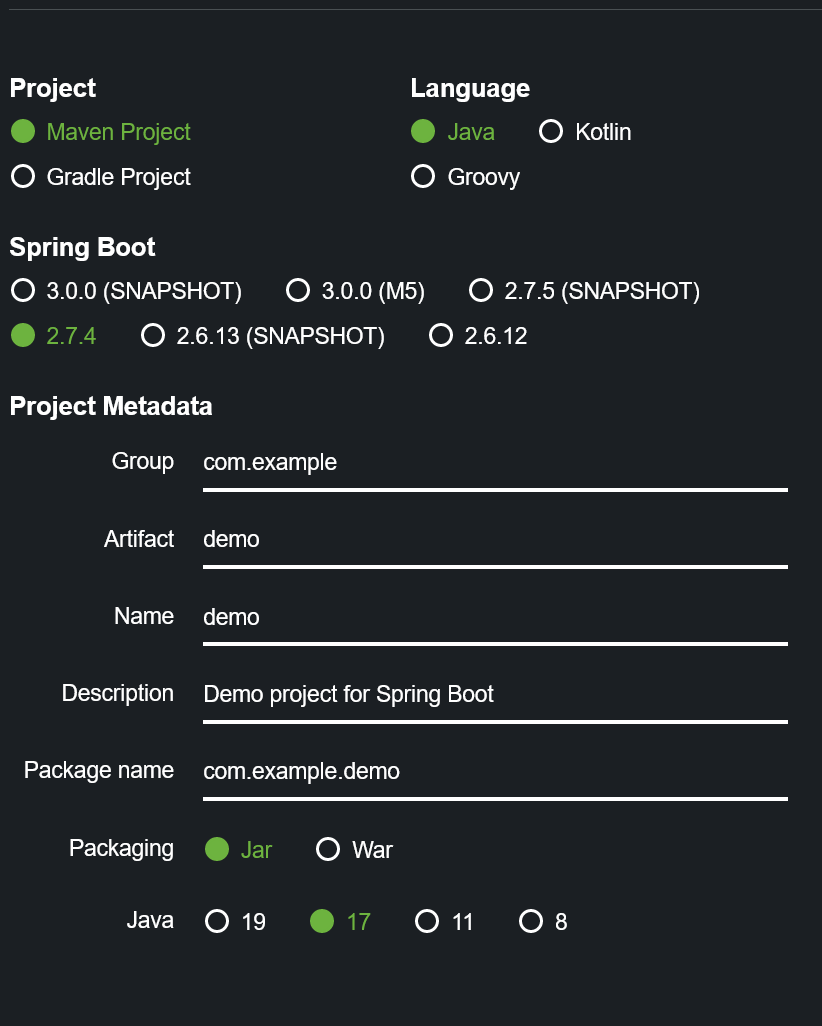 Project
Language
Maven Project
Java
Kotlin
Gradle Project
Groovy
Spring Boot
3.0.0 (SNAPSHOT)
3.0.0 (M5)
2.7.5 (SNAPSHOT)
2.7.4
2.6.13 (SNAPSHOT)
2.6.12
Project Metadata
Group com.example
Artifact demo
Name demo
Description Demo project for Spring Boot
Package name com.example.demo
Packaging Jar War
Java 19 17 11 8